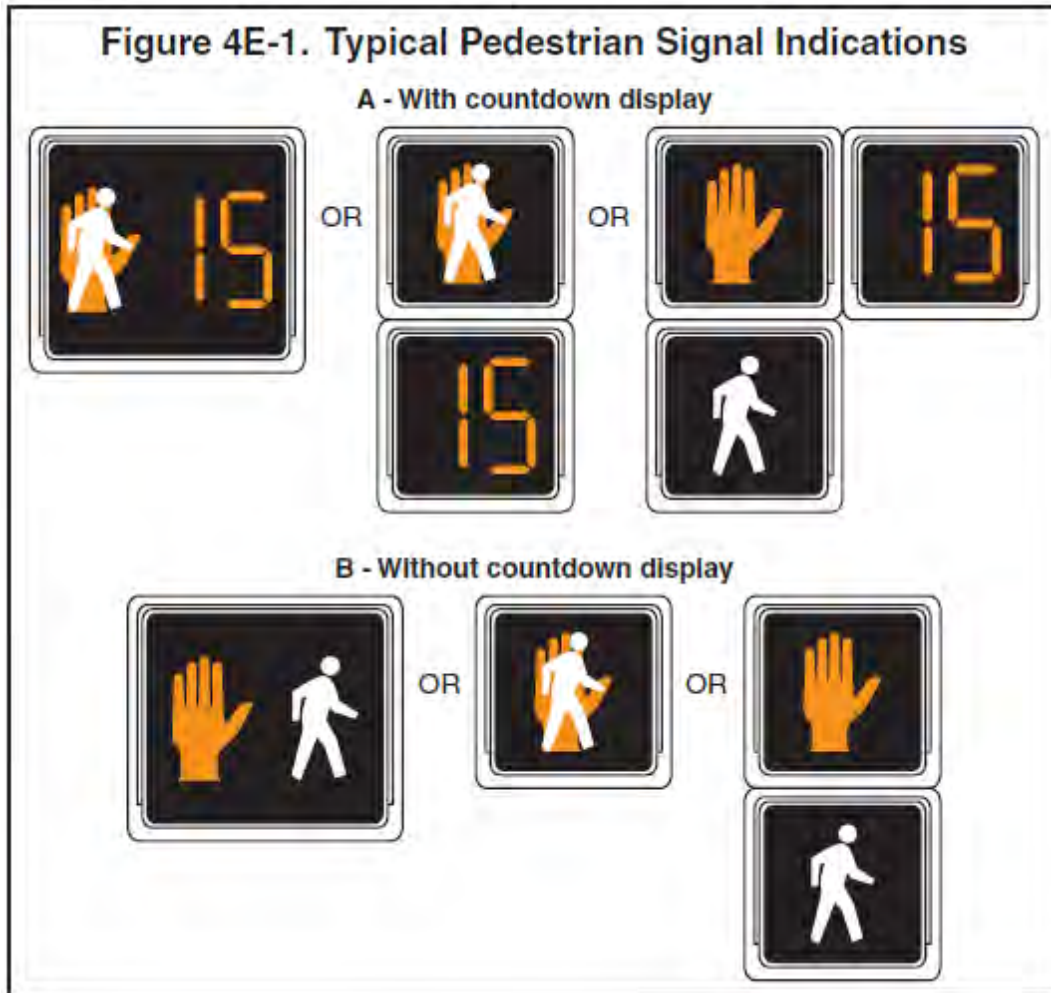 Figure 4E-1. Typical Pedestrian Signal Indications
A - With countdown display
15
OR
OR
15
15
B - Without countdown display
OR
OR